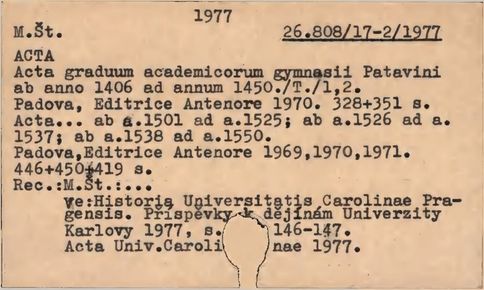 1977
M.Št. 26.808/17-2/1977
ACTA
Acta graduum academicorum gymnasii Patavini
ab anno 1406 ad annum 1450./T./1,2.
Padova, Editrice Antenore 1970. 328+351 s.
Acta... ab a.1501 ad a.1525; ab a.1526 ad a.
1537; ab a.1538 ad a.1550.
Padova,Editrice Antenore 1969,1970,1971.
446+450+419 s.
Rec.:M.Št.:...
ve:Historia Universitatis Carolinae Pra-
gensis. Příspěvky k dějínám Univerzity
Karlovy 1977, s. 146-147.
Acta Univ.Caroli nae 1977.